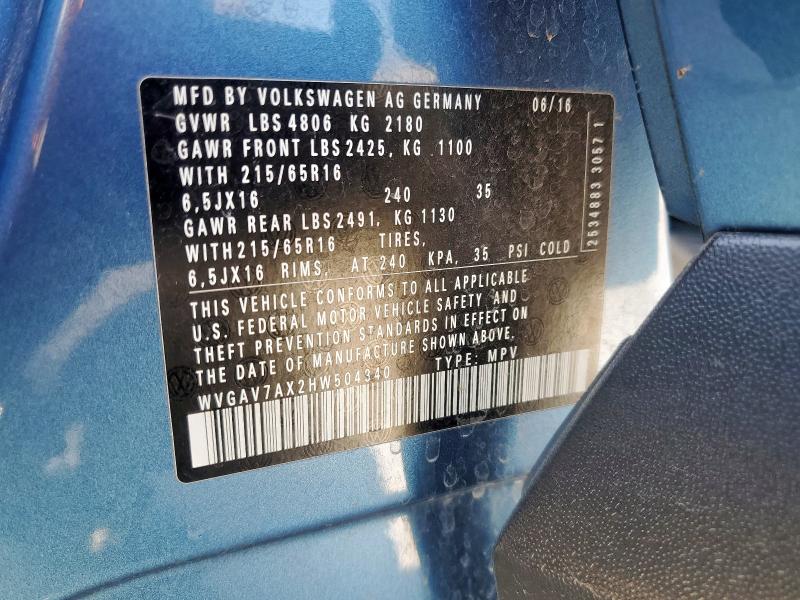 MFD BY VOLKSWAGEN AG GERMANY 06/16
GVWR LBS 4806 KG 2180
GAWR FRONT LBS 2425, KG 1100
WITH 215/65R16
6,5JX16 240 35
GAWR REAR LBS 2491, KG 1130
WITH 215/65R16 TIRES,
6,5JX16 RIMS, AT 240 KPA, 35 PSI COLD
THIS VEHICLE CONFORMS TO ALL APPLICABLE
U.S. FEDERAL MOTOR VEHICLE SAFETY AND
THEFT PREVENTION STANDARDS IN EFFECT ON
THE DATE OF MANUFACTURE SHOWN ABOVE.
WVGAV7AX2HW504340 TYPE: MPV
2534883 3057 1